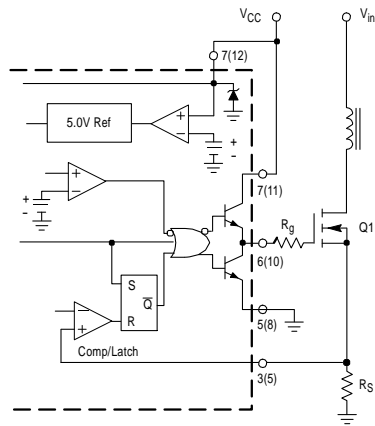 VCC
Vin
7(12)
5.0V Ref
+
−
+
-
+
−
+
-
7(11)
Rg
Q1
6(10)
S
Q̅
R
5(8)
−
+
Comp/Latch
3(5)
RS